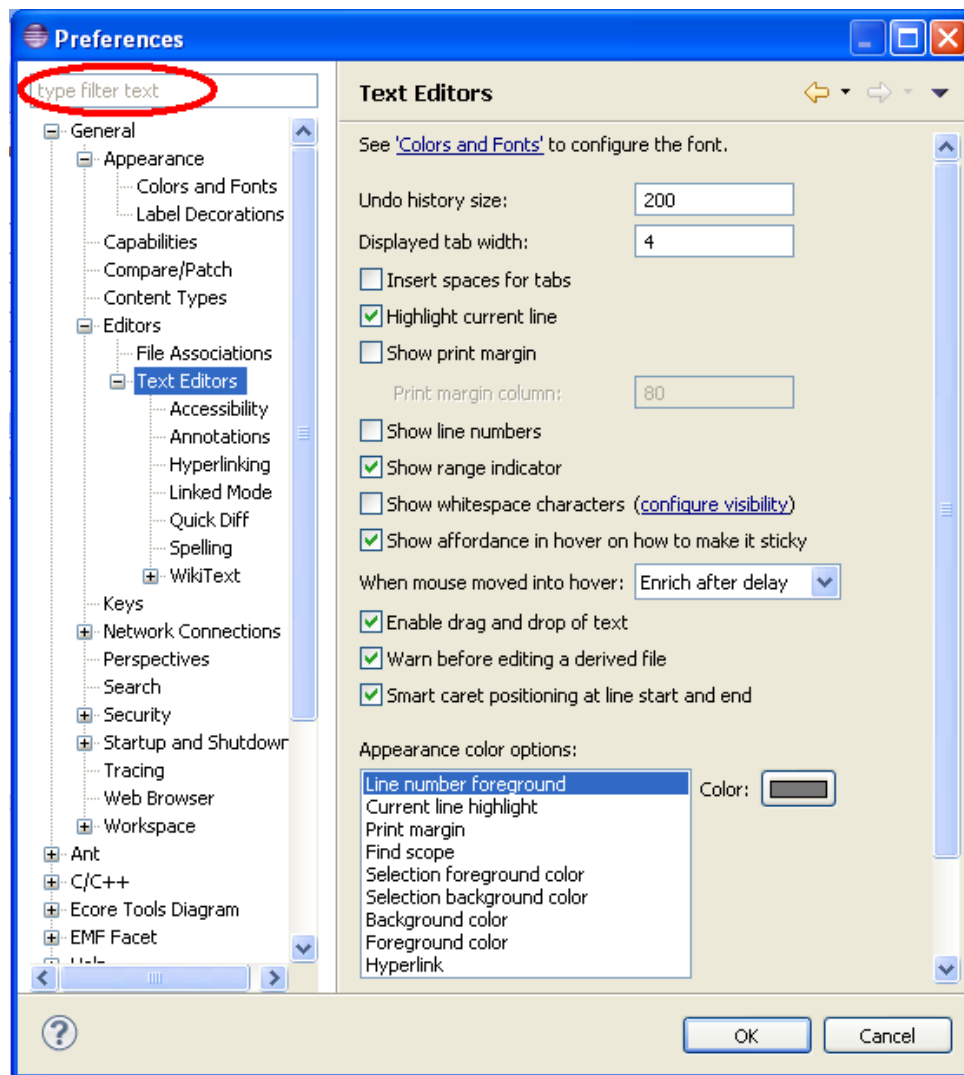 Preferences
type filter text
General
Appearance
Colors and Fonts
Label Decorations
Capabilities
Compare/Patch
Content Types
Editors
File Associations
Text Editors
Accessibility
Annotations
Hyperlinking
Linked Mode
Quick Diff
Spelling
WikiText
Keys
Network Connections
Perspectives
Search
Security
Startup and Shutdown
Tracing
Web Browser
Workspace
Ant
C/C++
Ecore Tools Diagram
EMF Facet
Text Editors
See 'Colors and Fonts' to configure the font.
Undo history size: 200
Displayed tab width: 4
Insert spaces for tabs
Highlight current line
Show print margin
Print margin column: 80
Show line numbers
Show range indicator
Show whitespace characters (configure visibility)
Show affordance in hover on how to make it sticky
When mouse moved into hover: Enrich after delay
Enable drag and drop of text
Warn before editing a derived file
Smart caret positioning at line start and end
Appearance color options:
Line number foreground
Color:
Current line highlight
Print margin
Find scope
Selection foreground color
Selection background color
Background color
Foreground color
Hyperlink
?
OK
Cancel